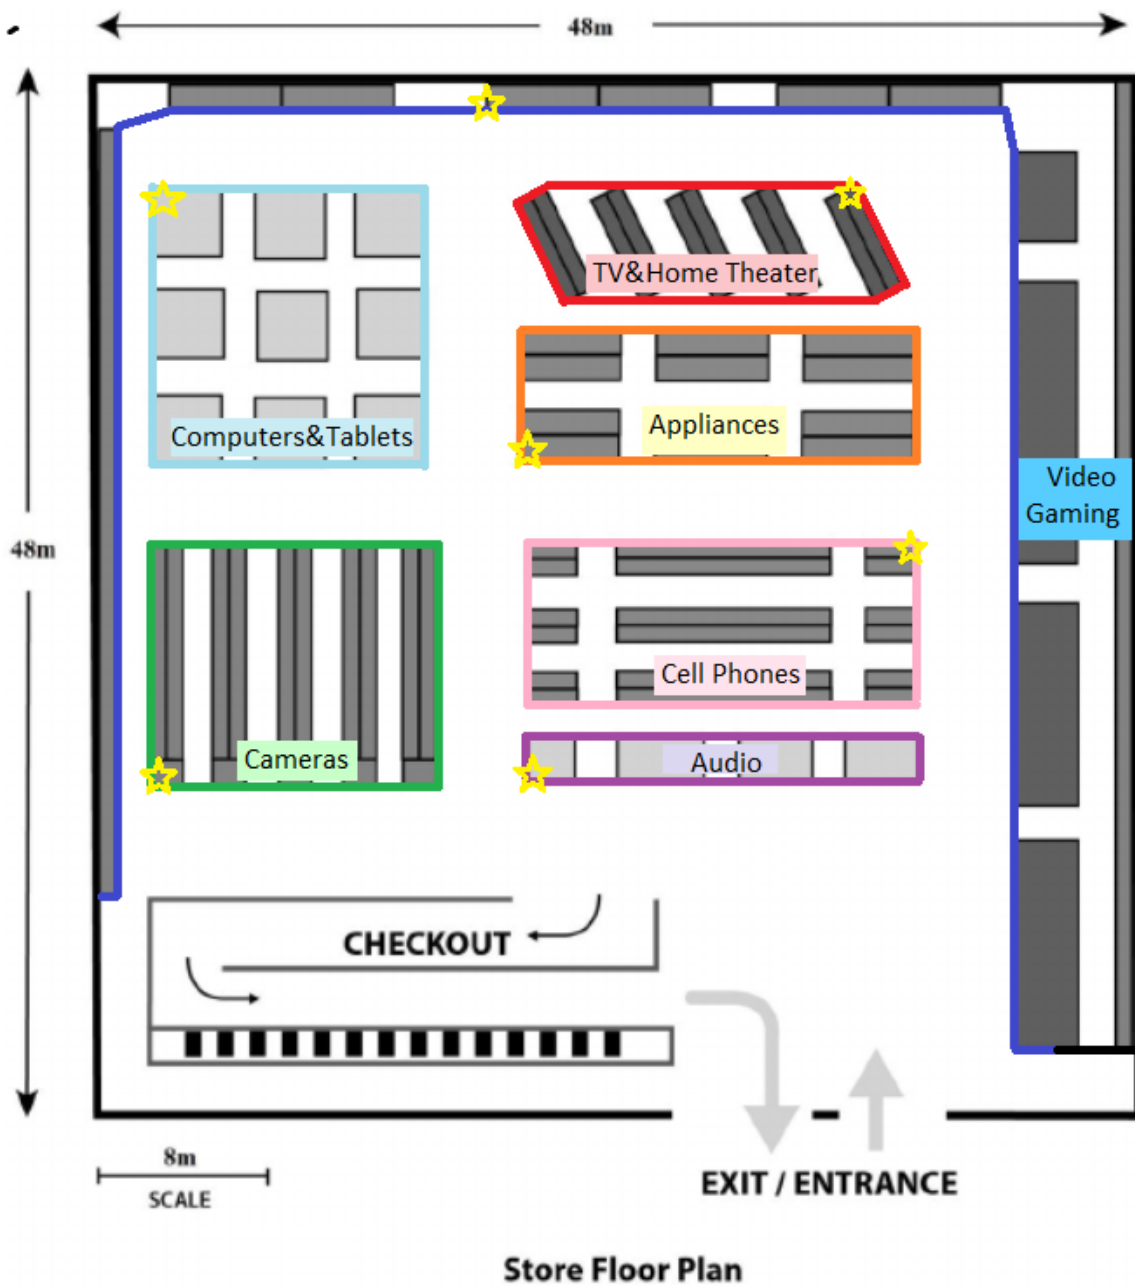 48m
TV&Home Theater
Computers&Tablets
Appliances
Video
Gaming
48m
Cell Phones
Cameras
Audio
CHECKOUT
8m
SCALE
EXIT / ENTRANCE
Store Floor Plan